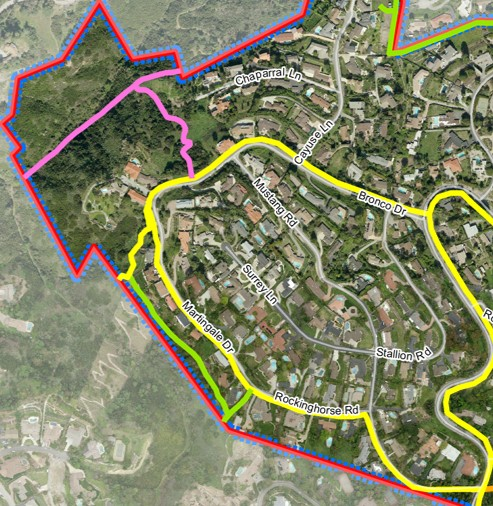 Chaparral Ln
Cayuse Ln
Mustang Rd
Bronco Dr
Surrey Ln
Martingale Dr
Stallion Rd
Rockinghorse Rd